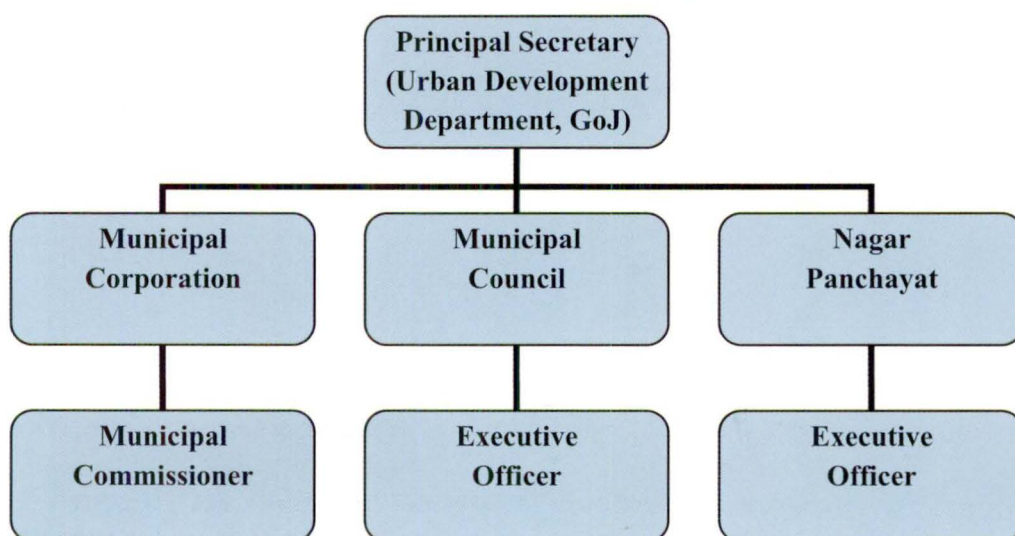 Principal Secretary
(Urban Development
Department, GoJ)
Municipal
Corporation
Municipal
Council
Nagar
Panchayat
Municipal
Commissioner
Executive
Officer
Executive
Officer